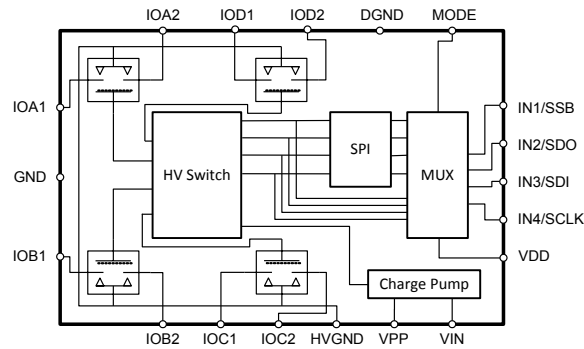 IOA2 IOD1 IOD2 DGND MODE
IOA1
IN1/SSB
SPI
IN2/SDO
HV Switch
MUX
GND
IN3/SDI
IN4/SCLK
IOB1
VDD
Charge Pump
IOB2 IOC1 IOC2 HVGND VPP VIN